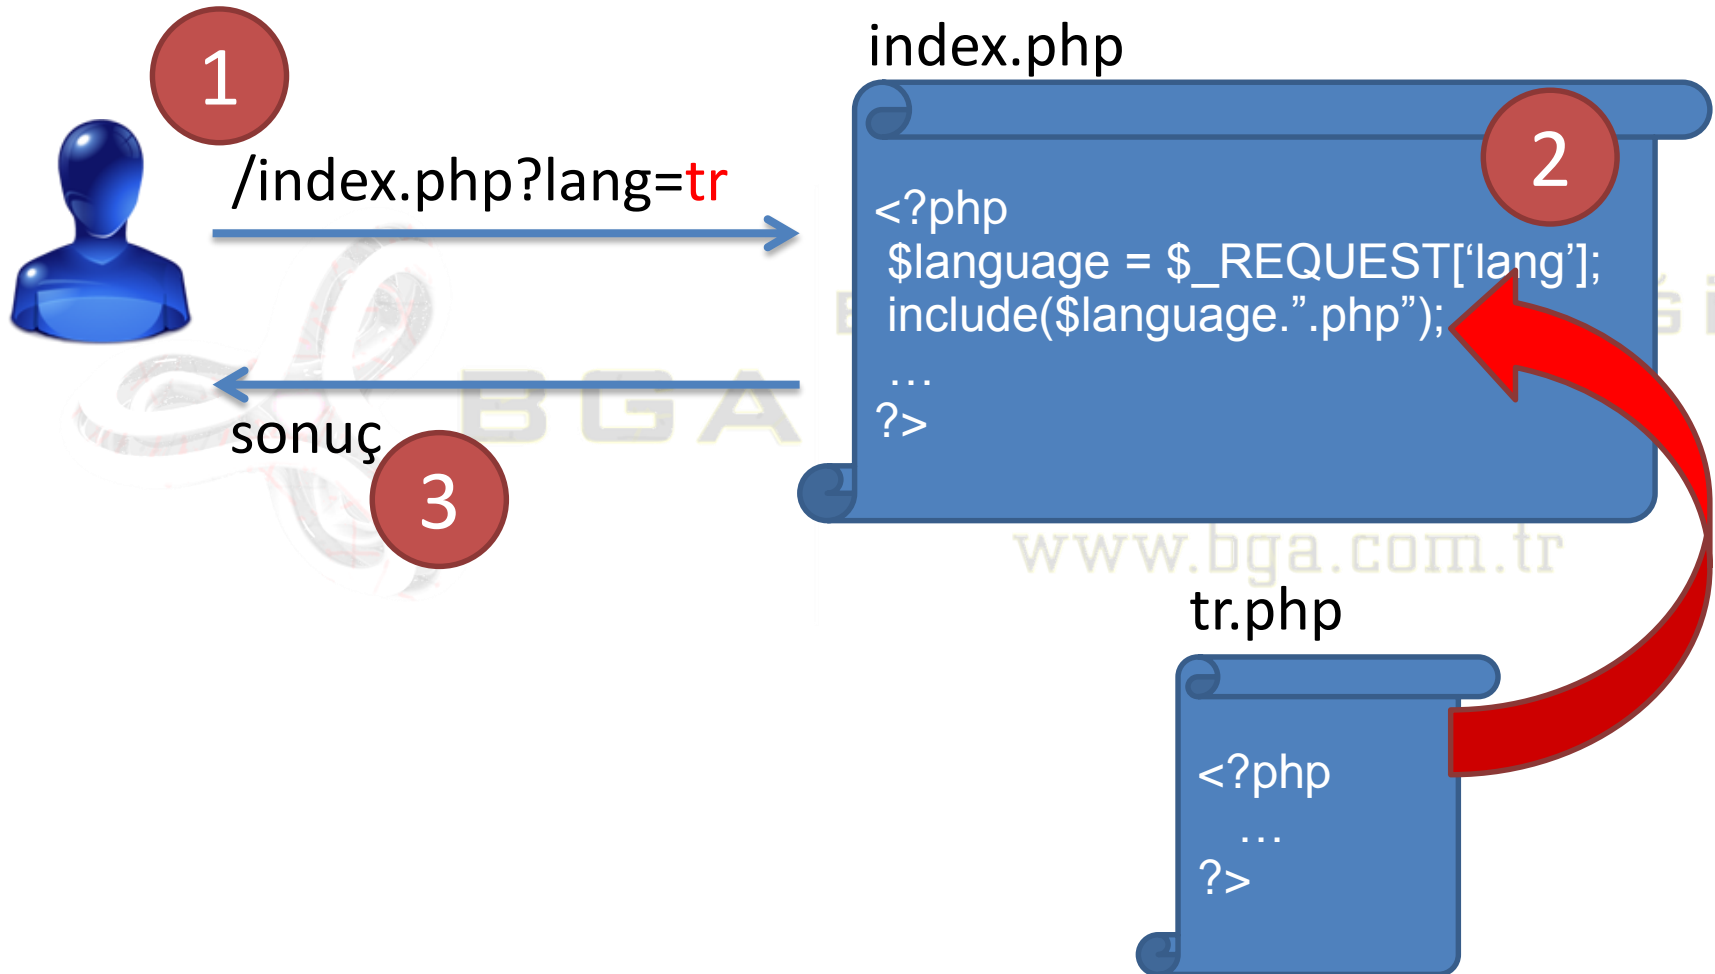 1
/index.php?lang=tr
index.php
2
<?php
$language = $_REQUEST[‘lang’];
include($language.”.php”);
…
?>
sonuç
3
BGA
www.bga.com.tr
tr.php
<?php
…
?>